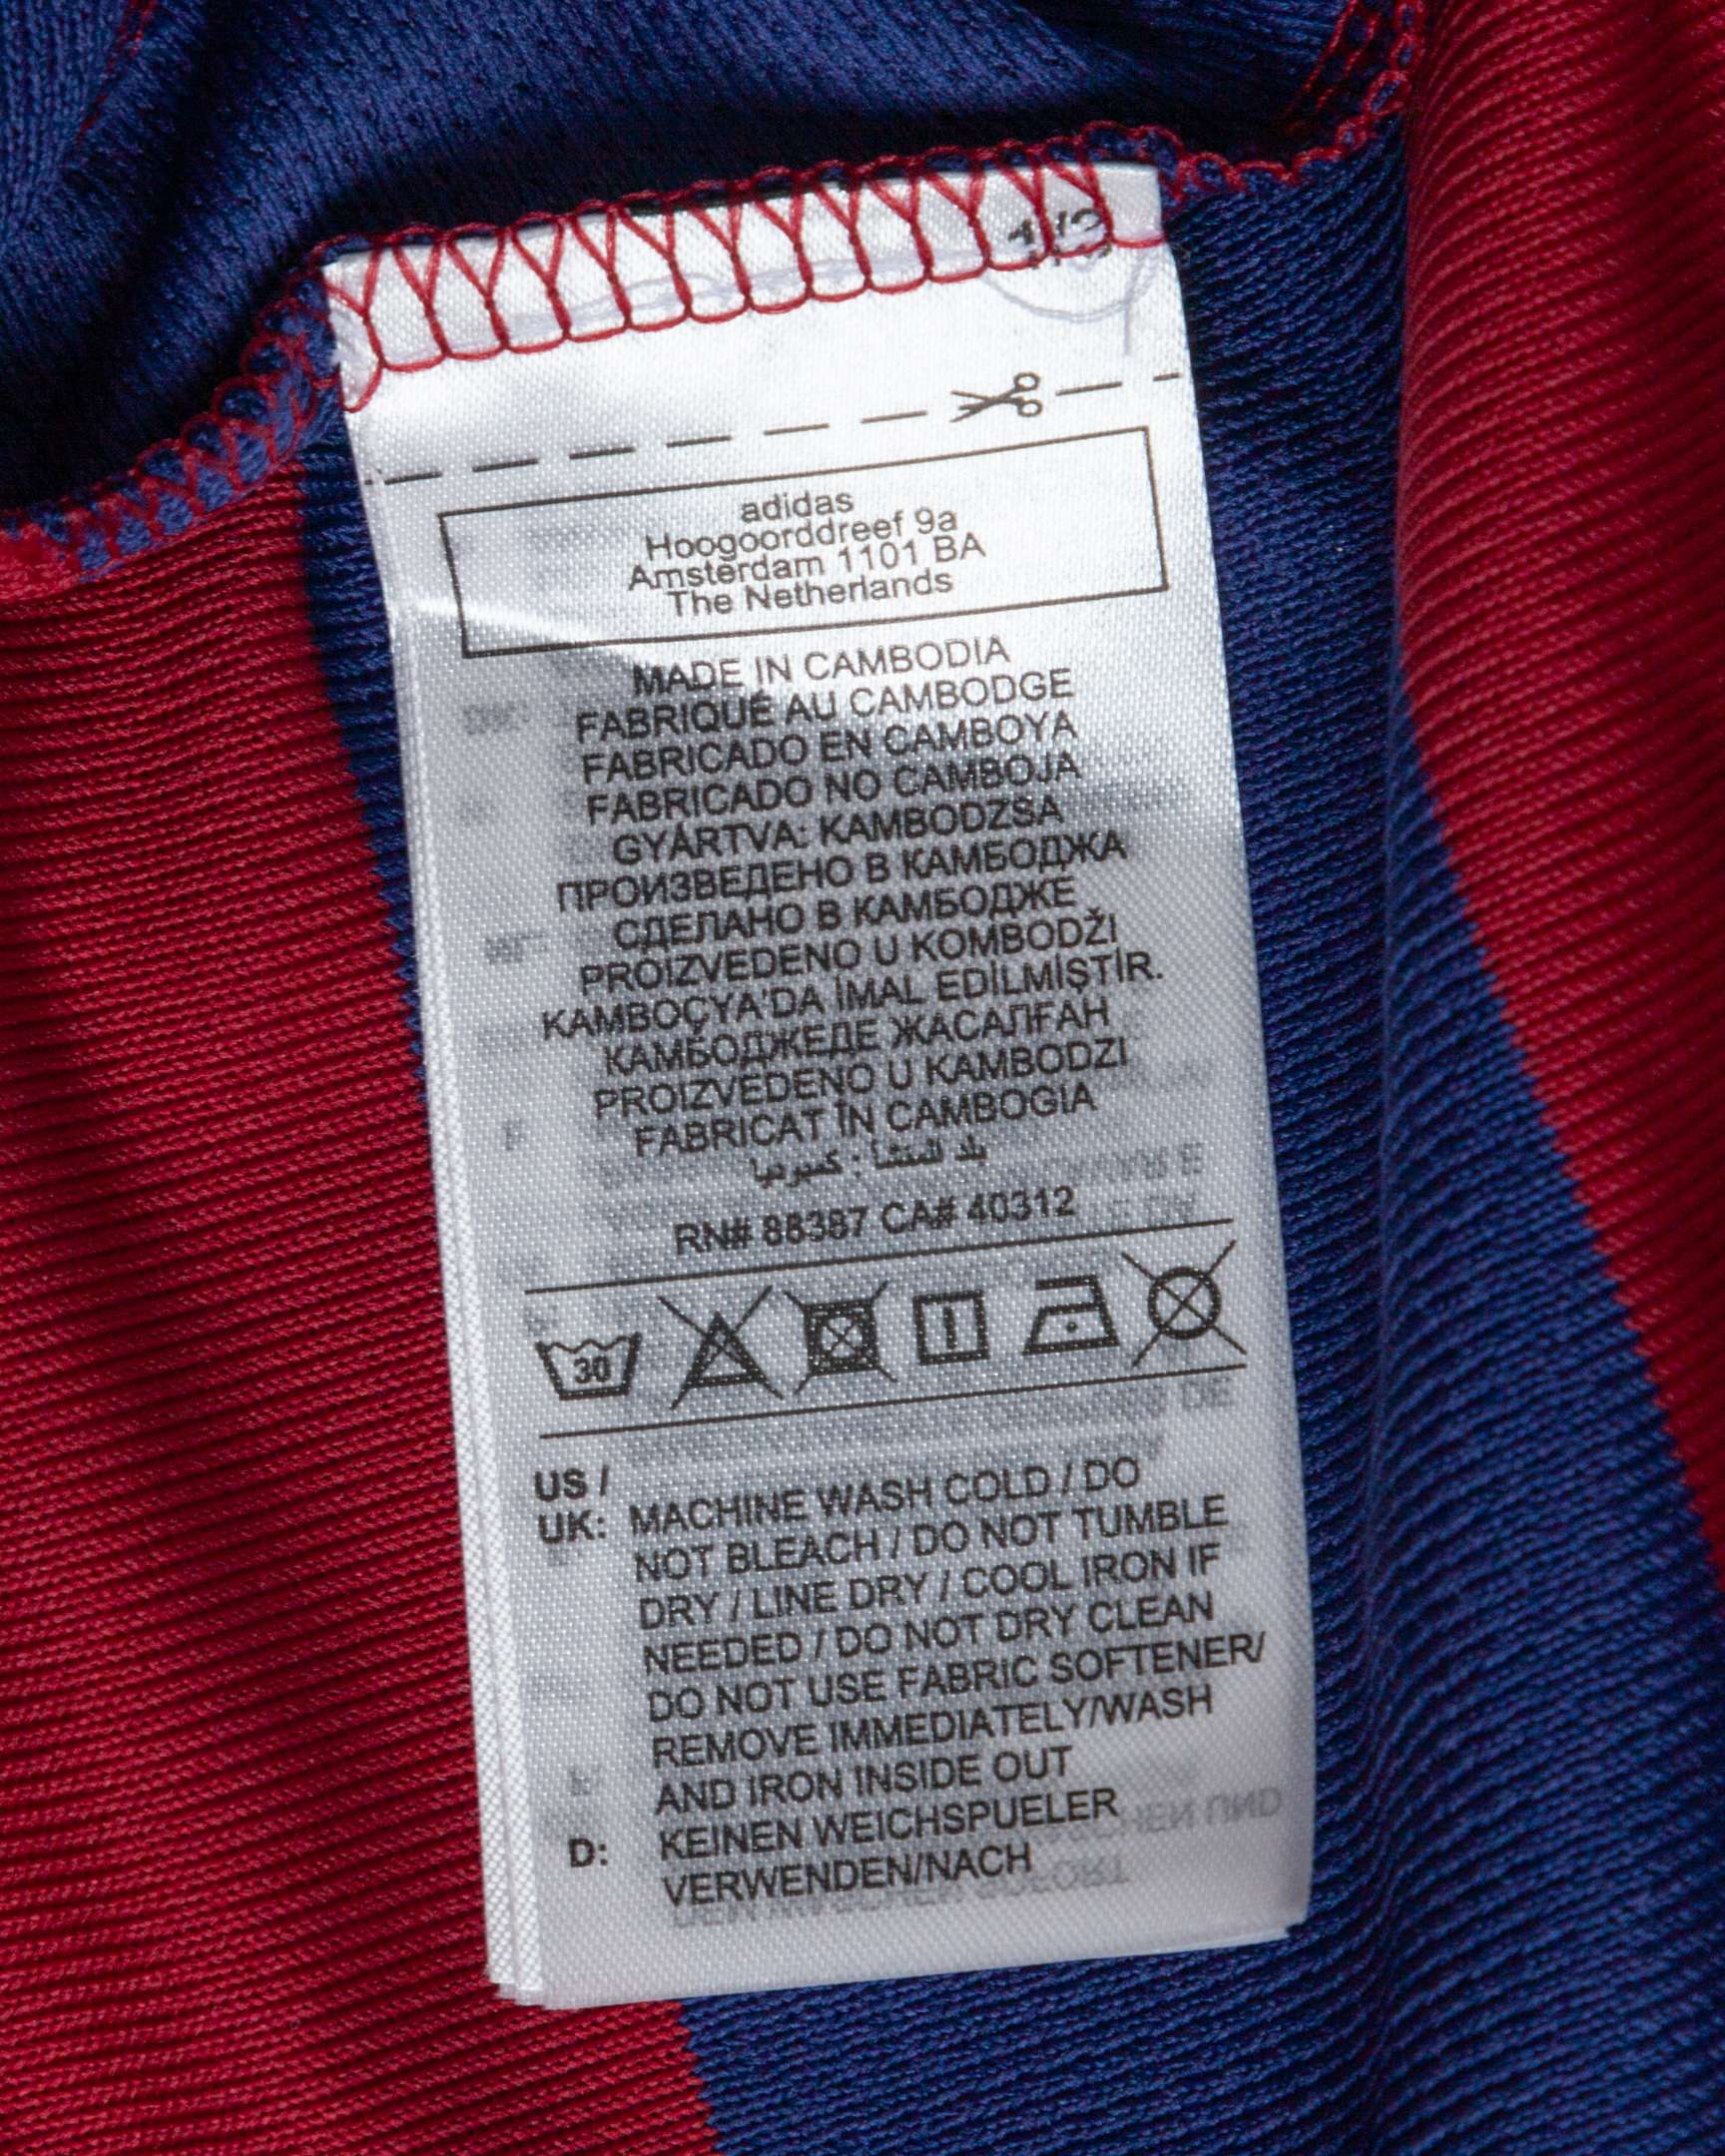 adidas
Hoogoorddreef 9a
Amsterdam 1101 BA
The Netherlands
MADE IN CAMBODIA
FABRIQUÉ AU CAMBODGE
FABRICADO EN CAMBOYA
FABRICADO NO CAMBOJA
GYÁRTVA: KAMBODZSA
ПРОИЗВЕДЕНО В КАМБОДЖА
СДЕЛАНО В КАМБОДЖЕ
PROIZVEDENO U KOMBODŽI
KAMBOÇYA'DA İMAL EDİLMİŞTİR.
КАМБОДЖЕДЕ ЖАСАЛҒАН
PROIZVEDENO U KAMBODZI
FABRICAT ÎN CAMBOGIA
بلد المنشأ : كمبوديا
RN# 88387 CA# 40312
30
US /
UK: MACHINE WASH COLD / DO
NOT BLEACH / DO NOT TUMBLE
DRY / LINE DRY / COOL IRON IF
NEEDED / DO NOT DRY CLEAN
DO NOT USE FABRIC SOFTENER/
REMOVE IMMEDIATELY/WASH
AND IRON INSIDE OUT
D: KEINEN WEICHSPUELER
VERWENDEN/NACH